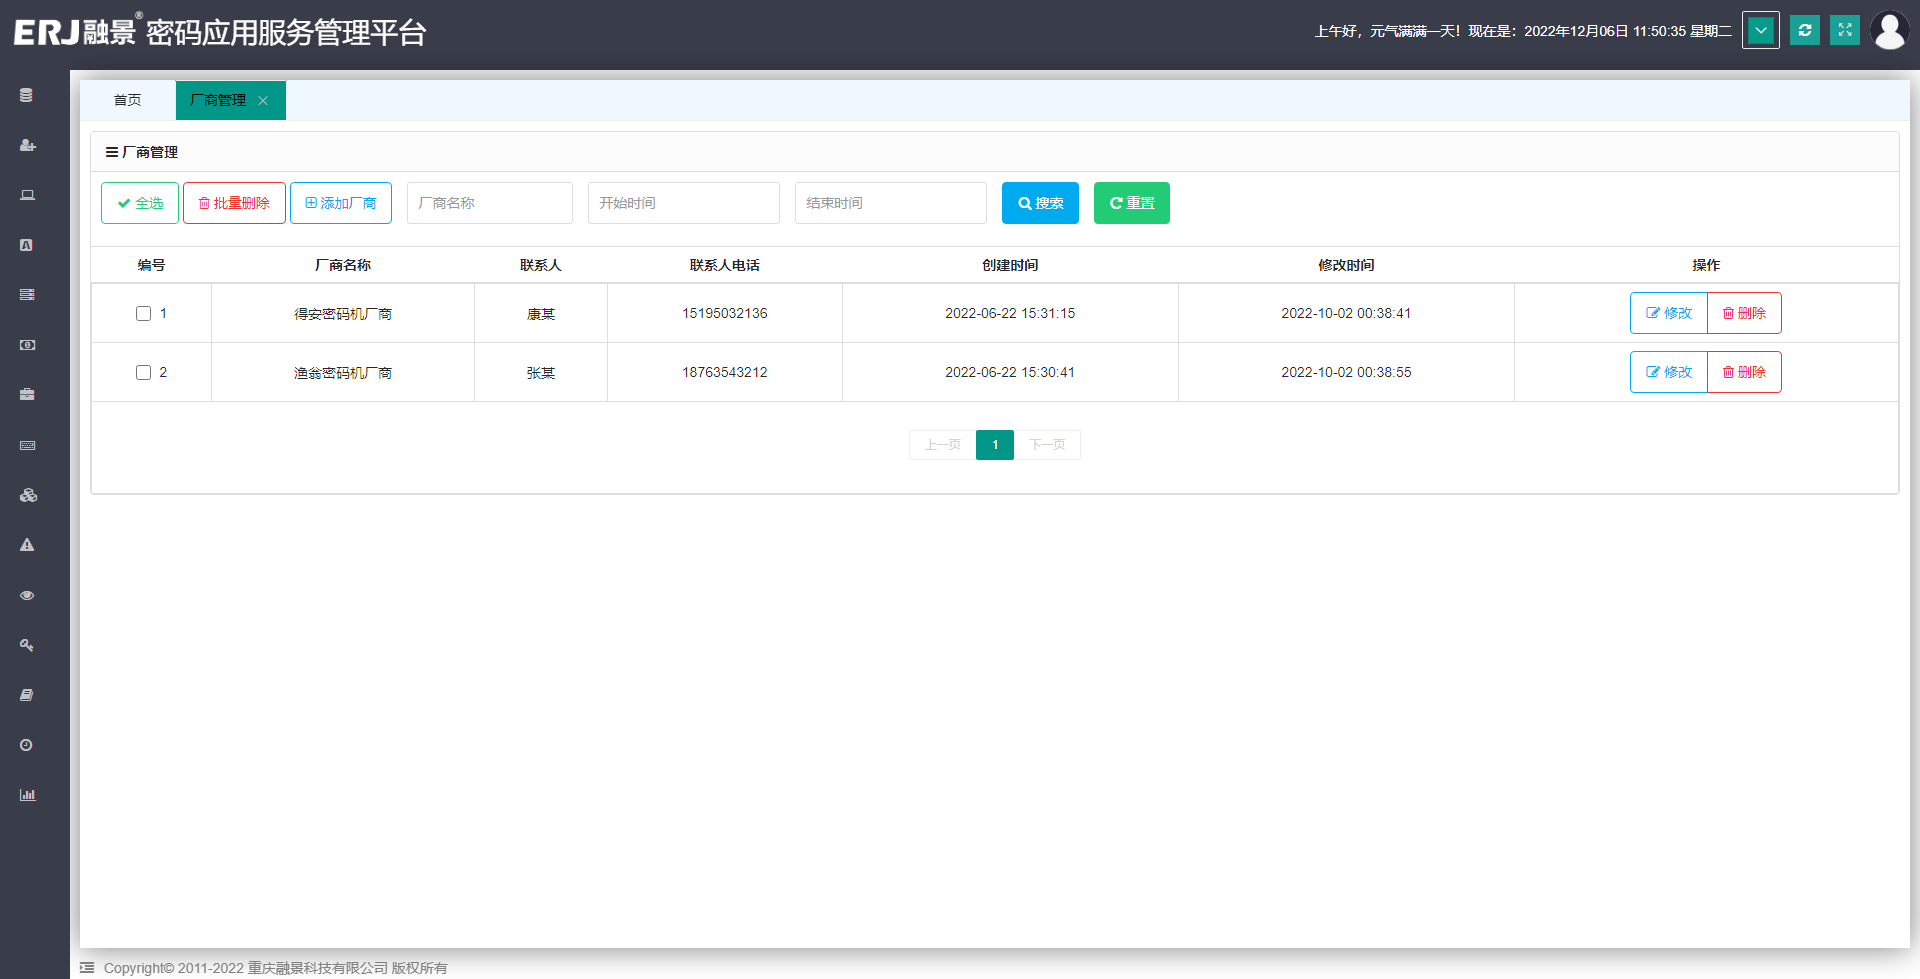 ERJ融景® 密码应用服务管理平台
上午好，元气满满一天！现在是：2022年12月06日 11:50:35 星期二
首页 厂商管理
厂商管理
全选 批量删除 添加厂商 厂商名称 开始时间 结束时间 搜索 重置
编号 厂商名称 联系人 联系人电话 创建时间 修改时间 操作
1 得安密码机厂商 康某 15195032136 2022-06-22 15:31:15 2022-10-02 00:38:41 修改 删除
2 渔翁密码机厂商 张某 18763543212 2022-06-22 15:30:41 2022-10-02 00:38:55 修改 删除
上一页 1 下一页
Copyright© 2011-2022 重庆融景科技有限公司 版权所有